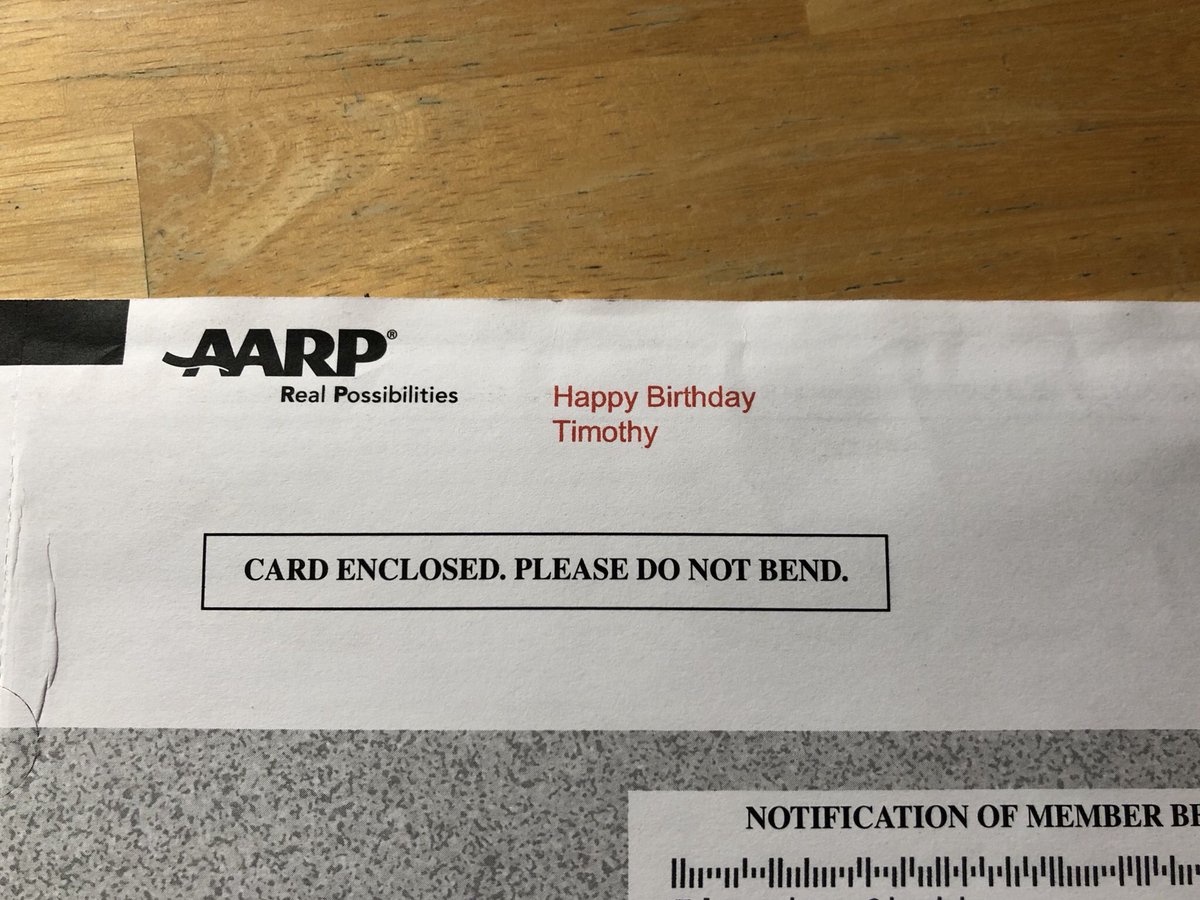 AARP®
Real Possibilities
Happy Birthday
Timothy
CARD ENCLOSED. PLEASE DO NOT BEND.
NOTIFICATION OF MEMBER